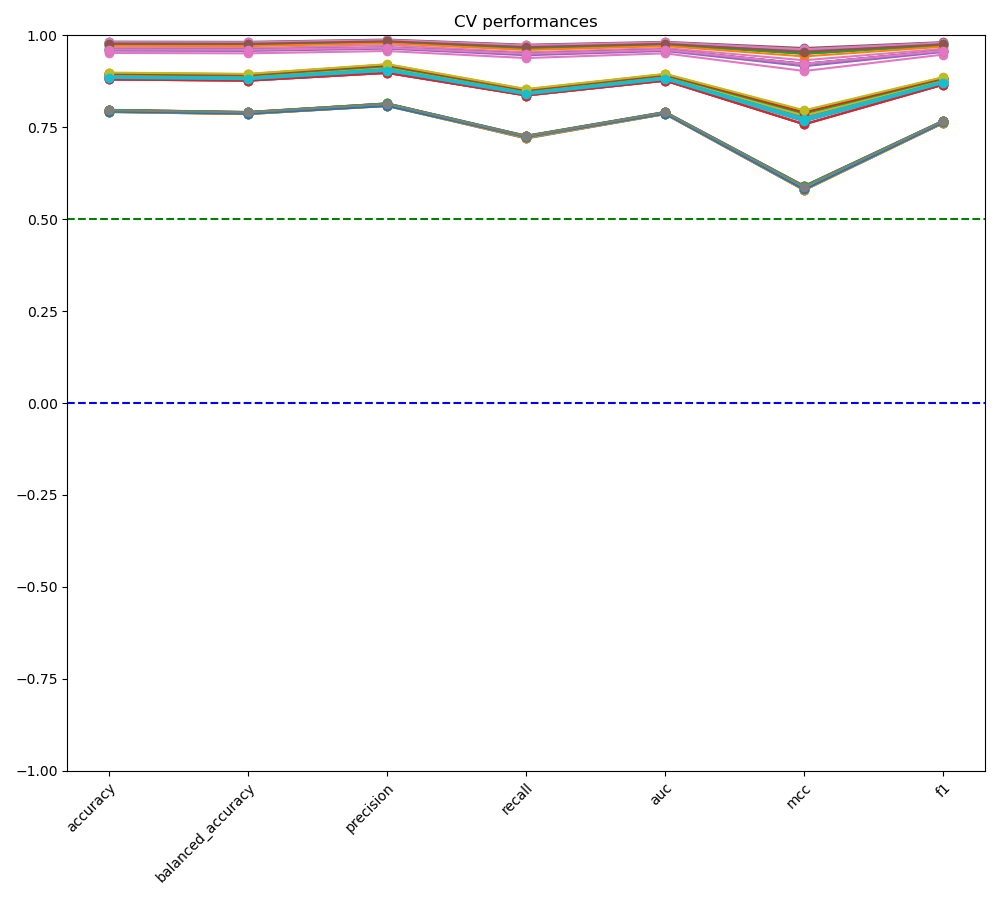 CV performances
1.00
0.75
0.50
0.25
0.00
−0.25
−0.50
−0.75
−1.00
accuracy
balanced_accuracy
precision
recall
auc
mcc
f1